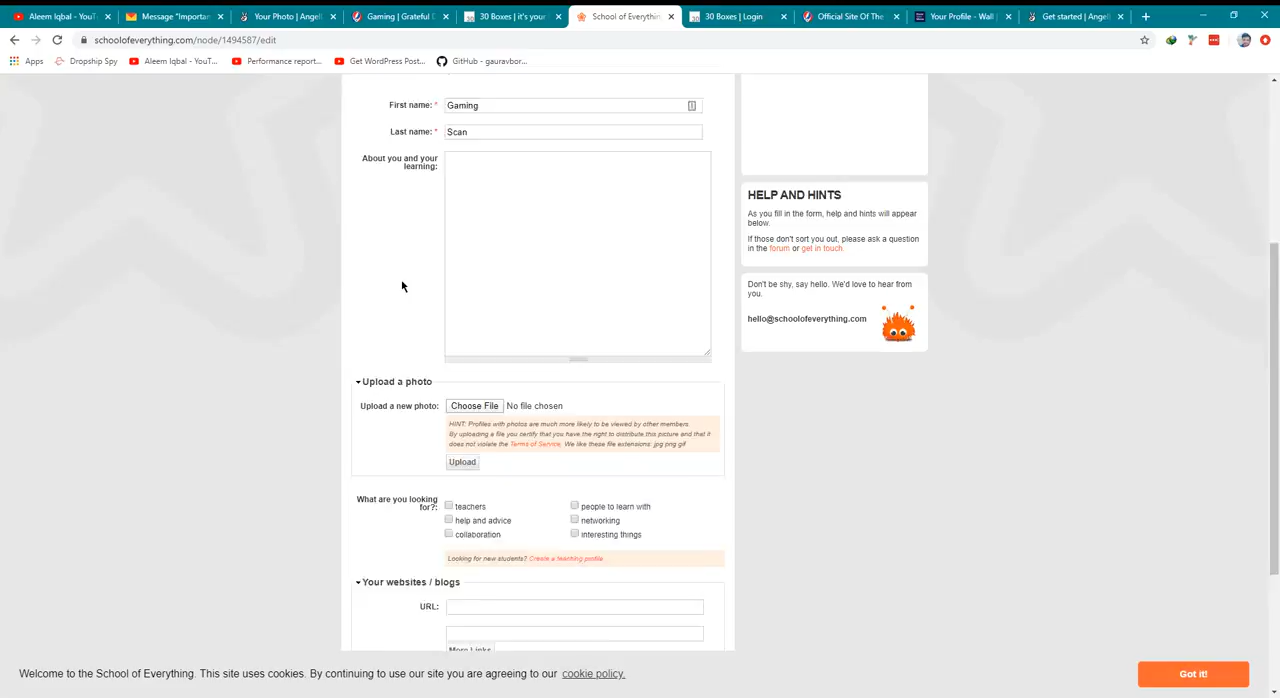 Aleem Iqbal - YouT
Message "Importan
Your Photo | Angell
Gaming | Grateful D
30 Boxes | it's your
School of Everythin
30 Boxes | Login
Official Site Of The
Your Profile - Wall
Get started | Angell
schoolofeverything.com/node/1494587/edit
Apps
Dropship Spy
Aleem Iqbal - YouT...
Performance report...
Get WordPress Post...
GitHub - gauravbor...
First name: *
Gaming
Last name: *
Scan
About you and your
learning:
HELP AND HINTS
As you fill in the form, help and hints will appear
below.
If those don't sort you out, please ask a question
in the forum or get in touch.
Don't be shy, say hello. We'd love to hear from
you.
hello@schoolofeverything.com
Upload a photo
Upload a new photo:
Choose File No file chosen
HINT: Profiles with photos are much more likely to be viewed by other members
By uploading a file you certify that you have the right to distribute this picture and that it
does not violate the Terms of Service. We like these file extensions: jpg png gif
Upload
What are you looking
for?:
teachers
people to learn with
help and advice
networking
collaboration
interesting things
Looking for new students? Create a teaching profile
Your websites / blogs
URL:
More Links
Welcome to the School of Everything. This site uses cookies. By continuing to use our site you are agreeing to our cookie policy.
Got it!